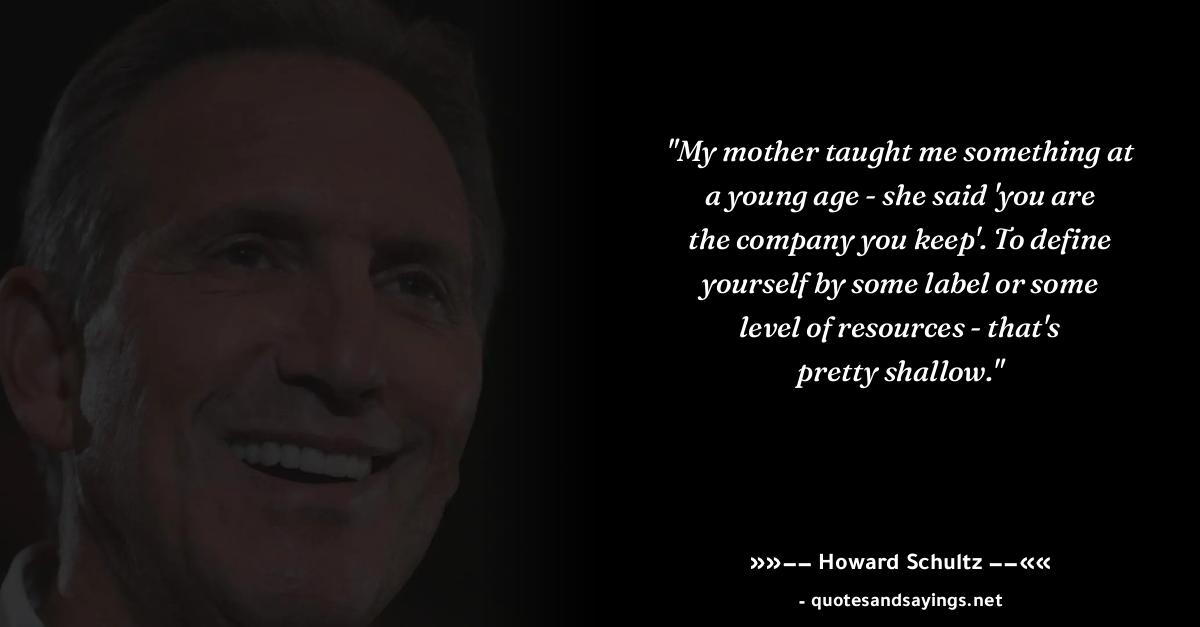 "My mother taught me something at
a young age - she said 'you are
the company you keep'. To define
yourself by some label or some
level of resources - that's
pretty shallow."
»»–– Howard Schultz ––««
- quotesandsayings.net